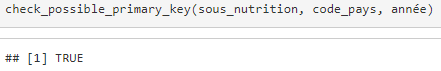 check_possible_primary_key(sous_nutrition, code_pays, année)
## [1] TRUE